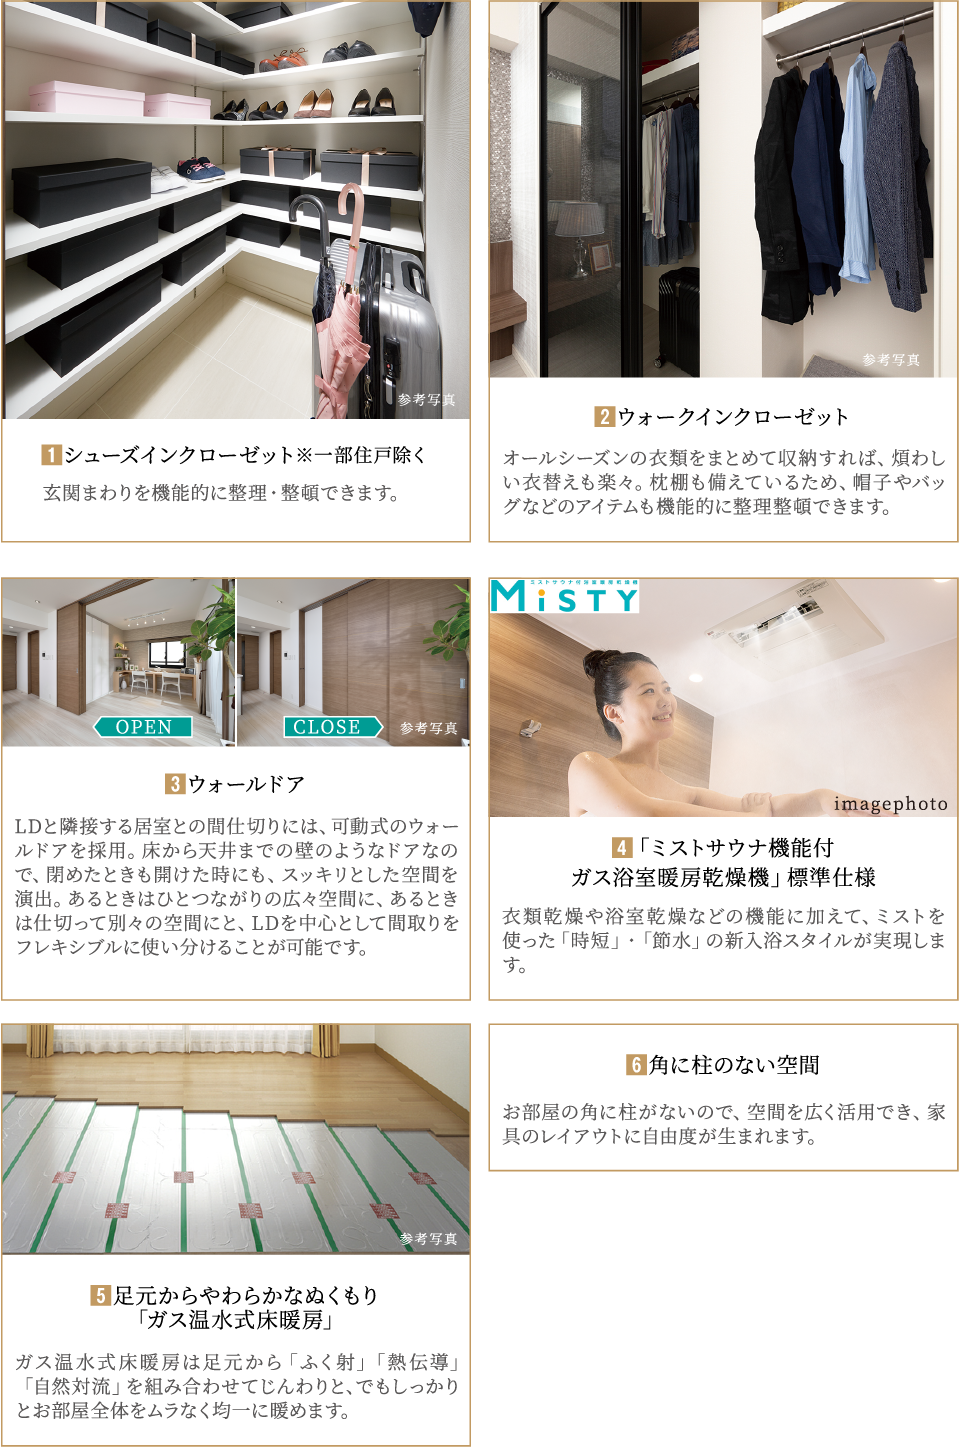 参考写真
1 シューズインクローゼット※一部住戸除く
玄関まわりを機能的に整理・整頓できます。
参考写真
2 ウォークインクローゼット
オールシーズンの衣類をまとめて収納すれば、煩わし
い衣替えも楽々。枕棚も備えているため、帽子やバッ
グなどのアイテムも機能的に整理整頓できます。
OPEN
CLOSE
参考写真
3 ウォールドア
LDと隣接する居室との間仕切りには、可動式のウォー
ルドアを採用。床から天井までの壁のようなドアなの
で、閉めたときも開けた時にも、スッキリとした空間を
演出。あるときはひとつながりの広々空間に、あるとき
は仕切って別々の空間にと、LDを中心として間取りを
フレキシブルに使い分けることが可能です。
ミストサウナ付浴室暖房乾燥機
MiSTY
imagephoto
4 「ミストサウナ機能付
ガス浴室暖房乾燥機」標準仕様
衣類乾燥や浴室乾燥などの機能に加えて、ミストを
使った「時短」・「節水」の新入浴スタイルが実現しま
す。
参考写真
5 足元からやわらかなぬくもり
「ガス温水式床暖房」
ガス温水式床暖房は足元から「ふく射」「熱伝導」
「自然対流」を組み合わせてじんわりと、でもしっかり
とお部屋全体をムラなく均一に暖めます。
6 角に柱のない空間
お部屋の角に柱がないので、空間を広く活用でき、家
具のレイアウトに自由度が生まれます。